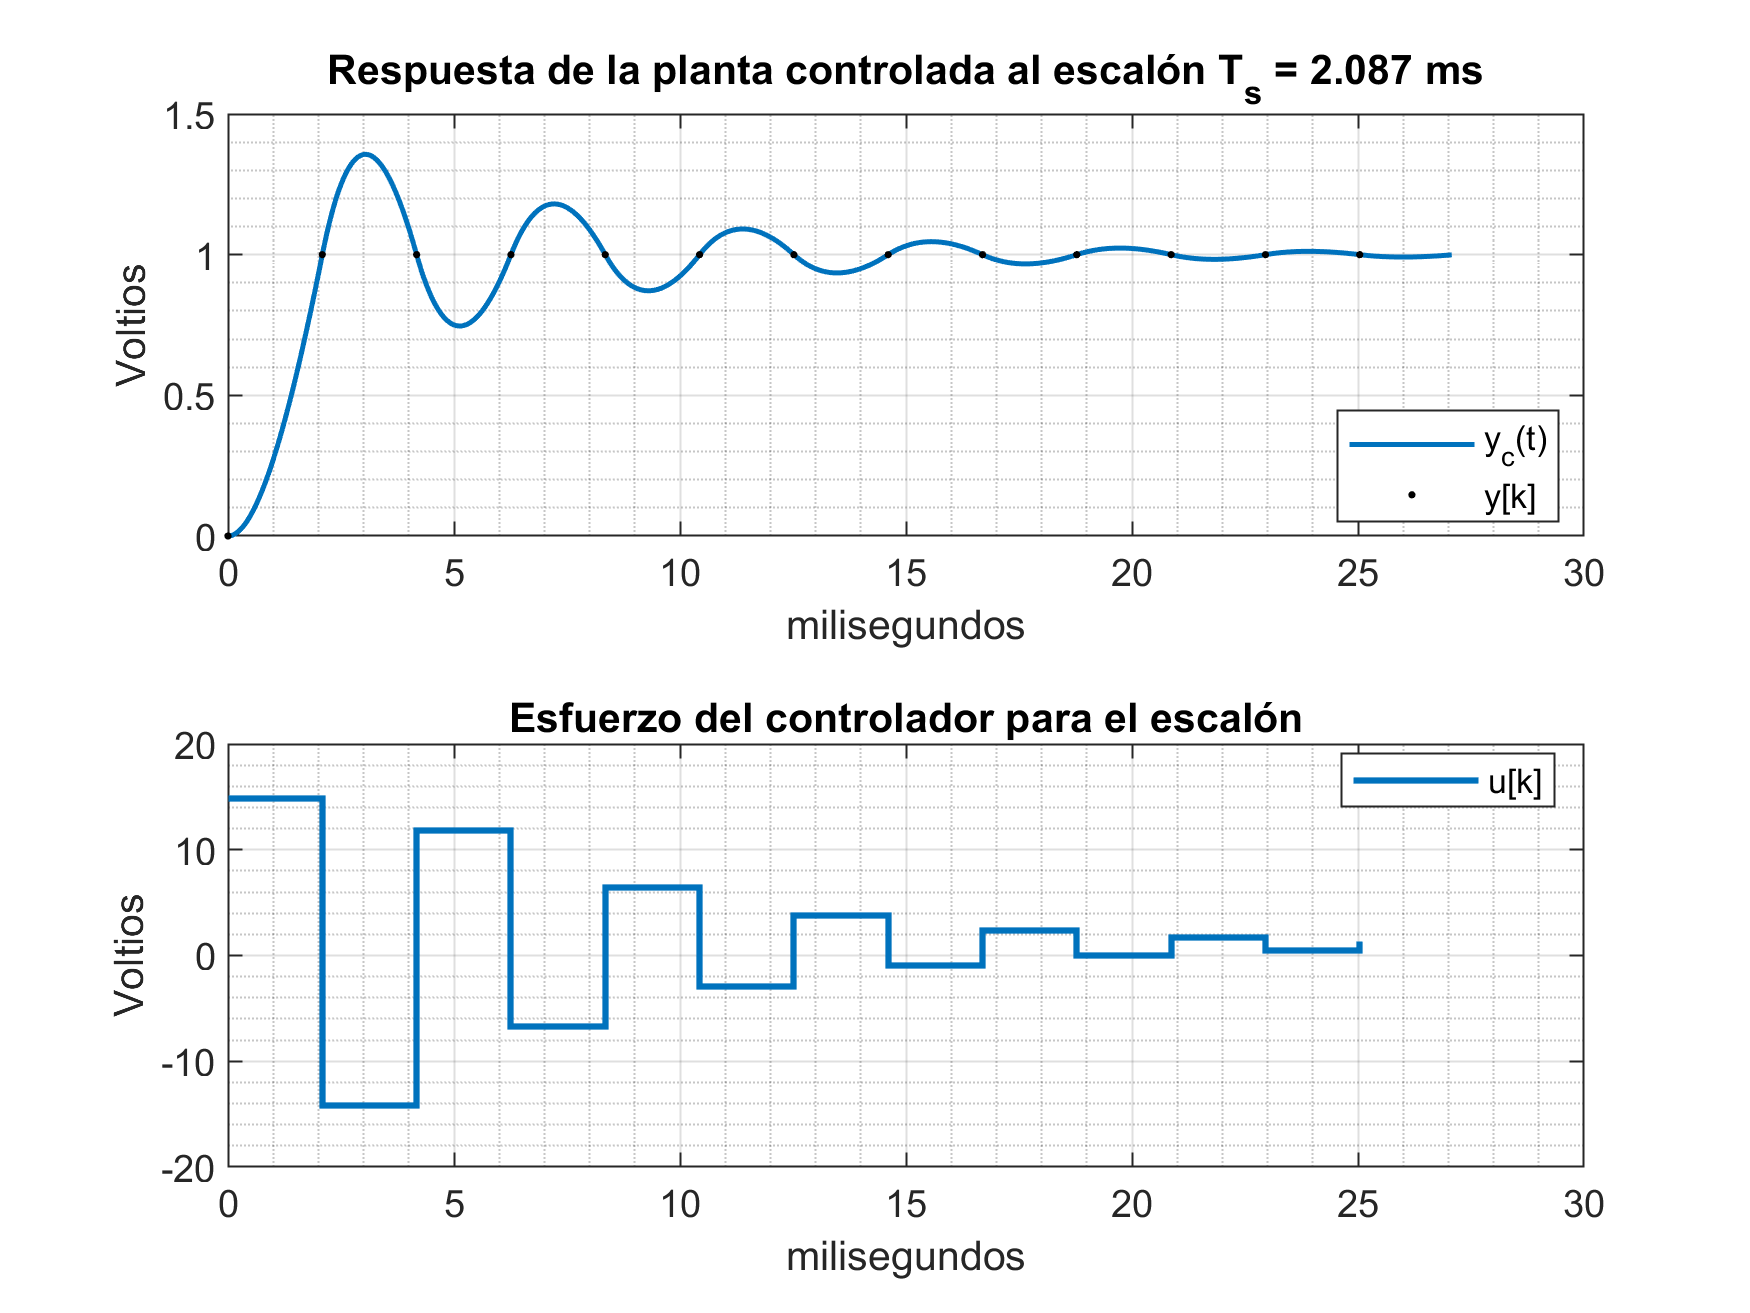 Respuesta de la planta controlada al escalón Ts = 2.087 ms
1.5
1
0.5
0
Voltios
yc(t)
y[k]
0 5 10 15 20 25 30
milisegundos
Esfuerzo del controlador para el escalón
20
10
0
-10
-20
Voltios
u[k]
0 5 10 15 20 25 30
milisegundos